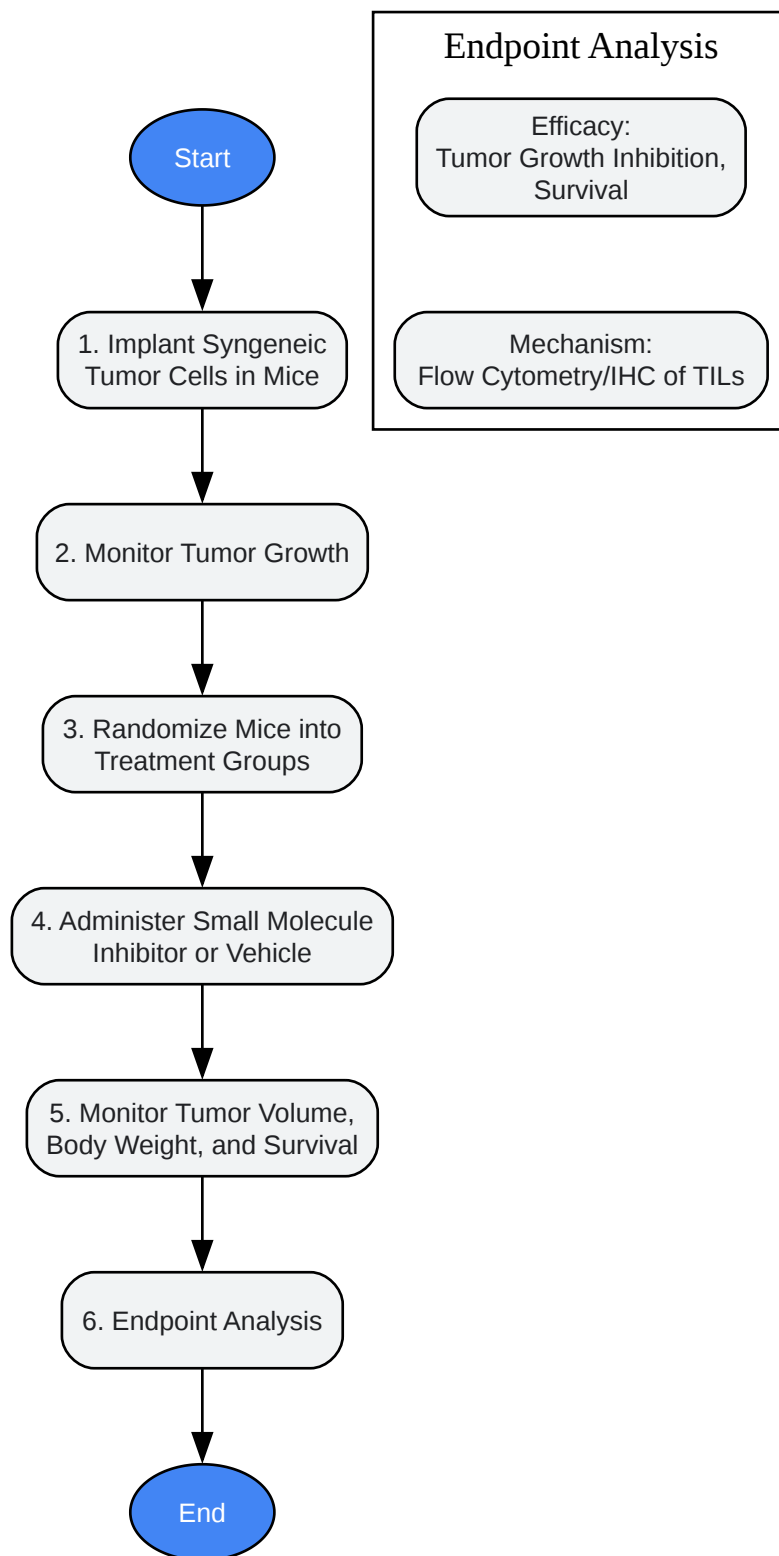 Endpoint Analysis
Efficacy:
Tumor Growth Inhibition,
Survival
Mechanism:
Flow Cytometry/IHC of TILs
Start
1. Implant Syngeneic
Tumor Cells in Mice
2. Monitor Tumor Growth
3. Randomize Mice into
Treatment Groups
4. Administer Small Molecule
Inhibitor or Vehicle
5. Monitor Tumor Volume,
Body Weight, and Survival
6. Endpoint Analysis
End